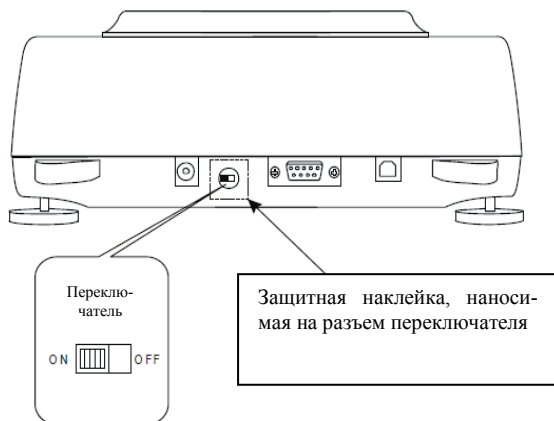 Переклю-
чатель
ON OFF
Защитная наклейка, наноси-
мая на разъем переключателя